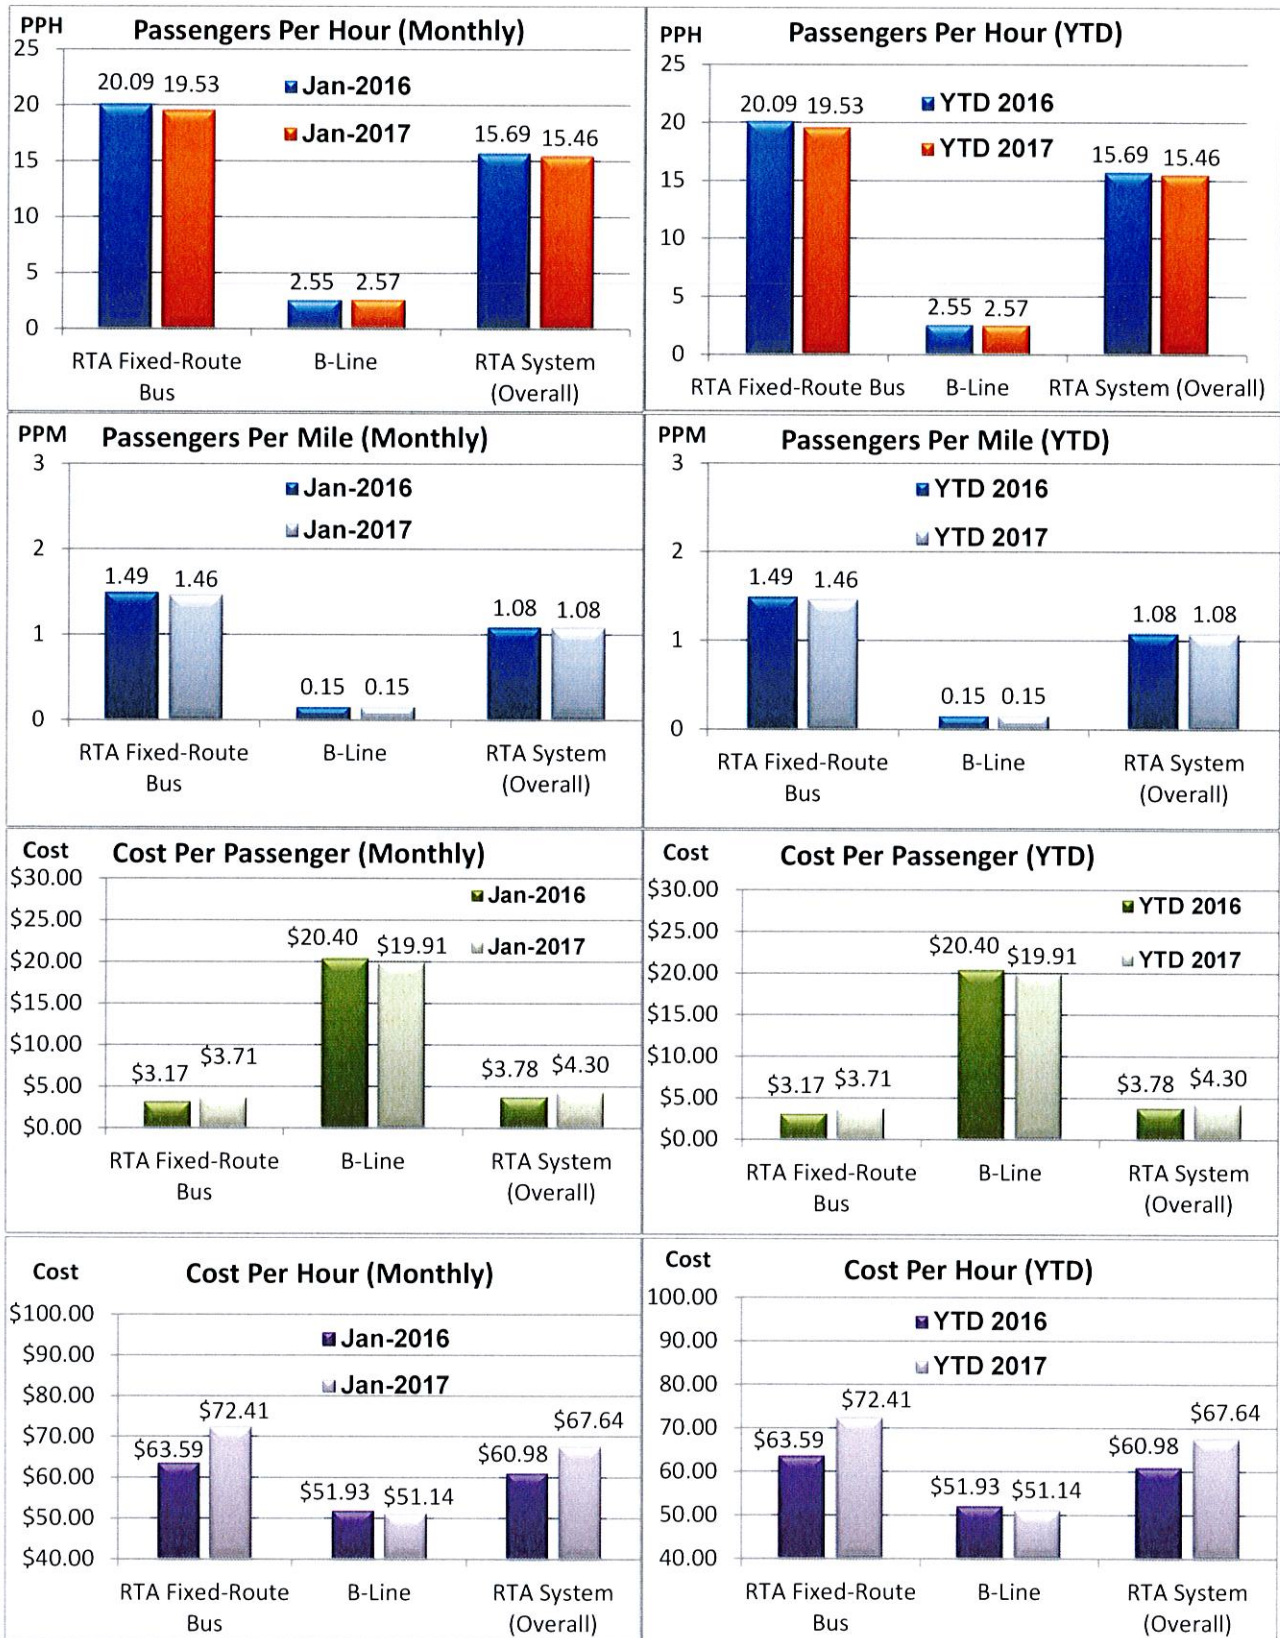 PPH
Passengers Per Hour (Monthly)
25
20
15
10
5
0
20.09 19.53
Jan-2016
Jan-2017
15.69 15.46
2.55 2.57
RTA Fixed-Route
Bus
B-Line
RTA System
(Overall)
PPH
Passengers Per Hour (YTD)
25
20
15
10
5
0
20.09 19.53
YTD 2016
YTD 2017
15.69 15.46
2.55 2.57
RTA Fixed-Route Bus
B-Line
RTA System (Overall)
PPM
Passengers Per Mile (Monthly)
3
2
1
0
Jan-2016
Jan-2017
1.49 1.46
0.15 0.15
1.08 1.08
RTA Fixed-Route
Bus
B-Line
RTA System
(Overall)
PPM
Passengers Per Mile (YTD)
3
2
1
0
YTD 2016
YTD 2017
1.49 1.46
0.15 0.15
1.08 1.08
RTA Fixed-Route
Bus
B-Line
RTA System
(Overall)
Cost
Cost Per Passenger (Monthly)
$30.00
$25.00
$20.00
$15.00
$10.00
$5.00
$0.00
Jan-2016
Jan-2017
$20.40 $19.91
$3.17 $3.71
$3.78 $4.30
RTA Fixed-Route
Bus
B-Line
RTA System
(Overall)
Cost
Cost Per Passenger (YTD)
$30.00
$25.00
$20.00
$15.00
$10.00
$5.00
$0.00
YTD 2016
YTD 2017
$20.40 $19.91
$3.17 $3.71
$3.78 $4.30
RTA Fixed-Route
Bus
B-Line
RTA System
(Overall)
Cost
Cost Per Hour (Monthly)
$100.00
$90.00
$80.00
$70.00
$60.00
$50.00
$40.00
Jan-2016
Jan-2017
$63.59 $72.41
$51.93 $51.14
$60.98 $67.64
RTA Fixed-Route
Bus
B-Line
RTA System
(Overall)
Cost
Cost Per Hour (YTD)
100.00
90.00
80.00
70.00
60.00
50.00
40.00
YTD 2016
YTD 2017
$63.59 $72.41
$51.93 $51.14
$60.98 $67.64
RTA Fixed-Route
Bus
B-Line
RTA System
(Overall)